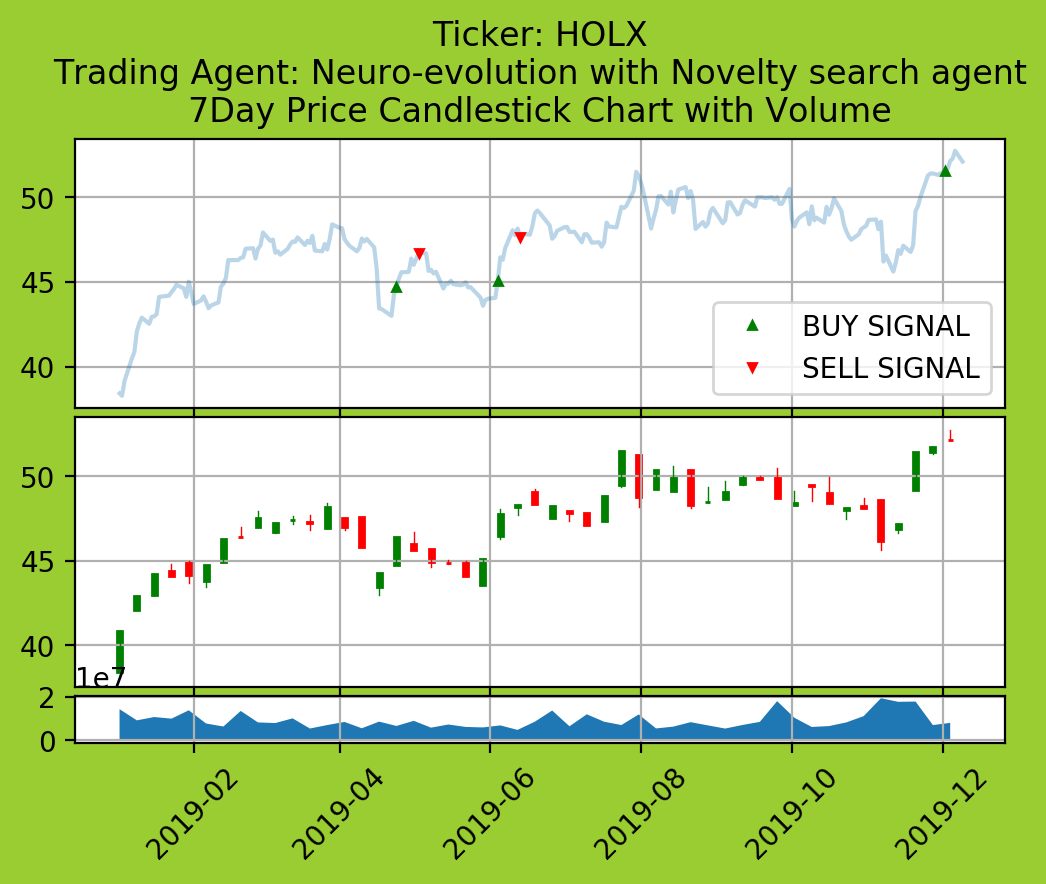 Ticker: HOLX
Trading Agent: Neuro-evolution with Novelty search agent
7Day Price Candlestick Chart with Volume
50
45
40
BUY SIGNAL
SELL SIGNAL
50
45
40
1e7
2
0
2019-02
2019-04
2019-06
2019-08
2019-10
2019-12